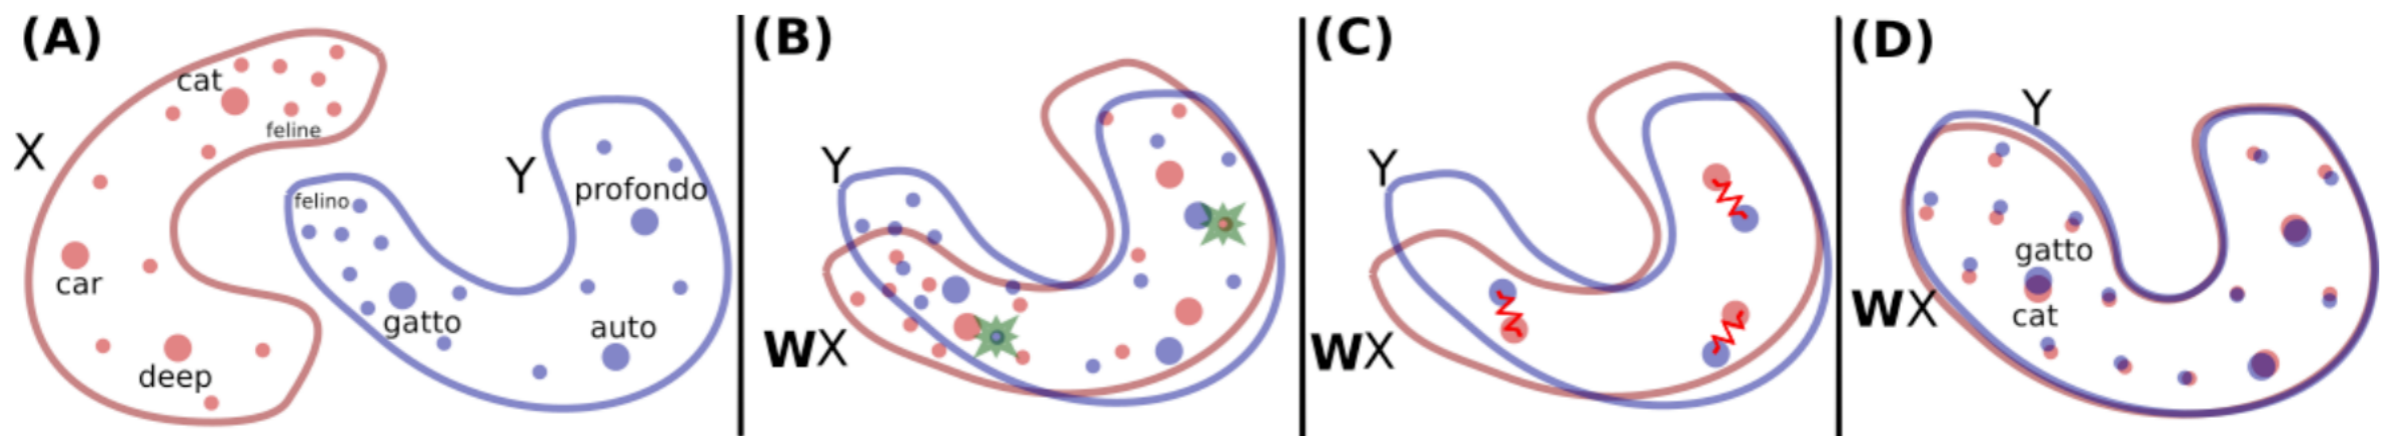 (A)
X
cat
feline
car
deep
Y
felino
profondo
gatto
auto
(B)
Y
WX
(C)
Y
WX
(D)
Y
gatto
WX
cat